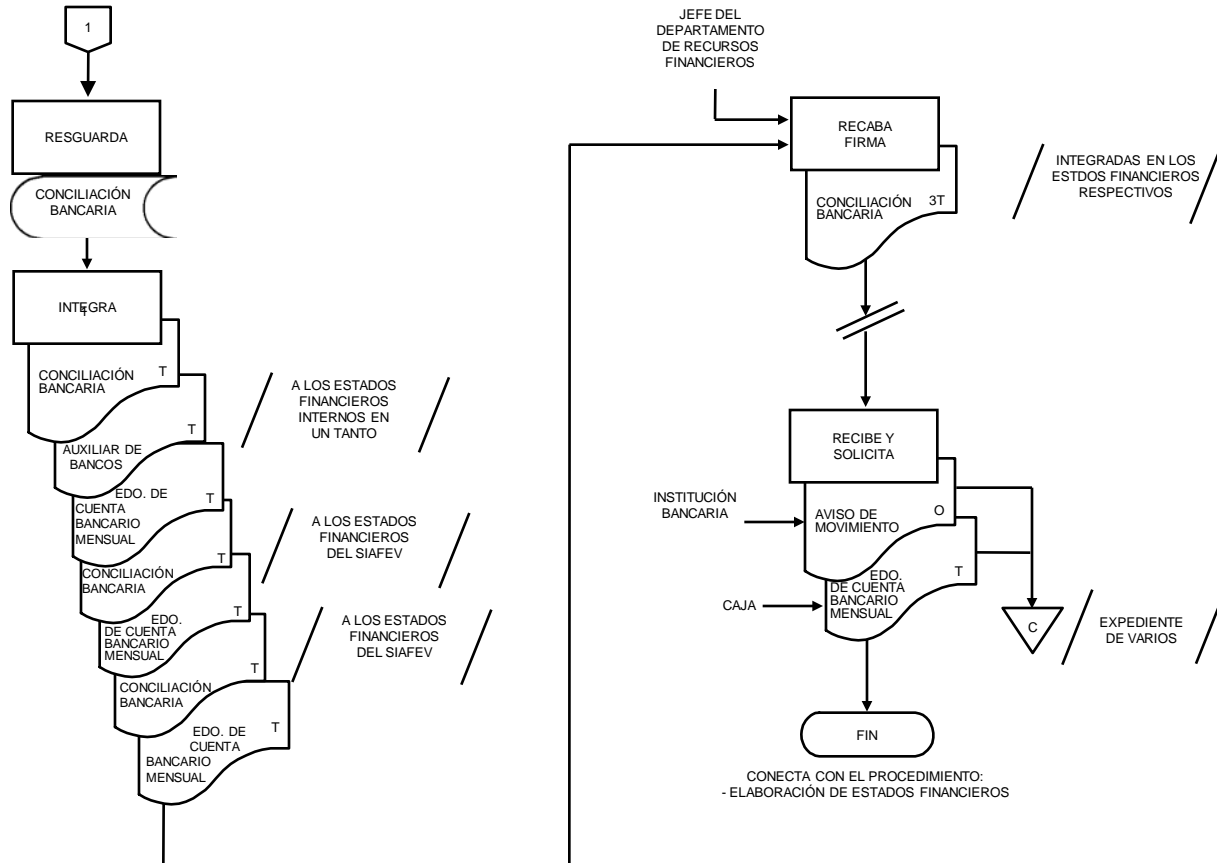 1
RESGUARDA
CONCILIACIÓN
BANCARIA
INTEGRA
1
CONCILIACIÓN
BANCARIA
T
AUXILIAR DE
BANCOS
T
EDO. DE
CUENTA
BANCARIO
MENSUAL
T
CONCILIACIÓN
BANCARIA
T
EDO.
DE CUENTA
BANCARIO
MENSUAL
T
CONCILIACIÓN
BANCARIA
T
EDO. DE
CUENTA
BANCARIO
MENSUAL
T
A LOS ESTADOS
FINANCIEROS
INTERNOS EN
UN TANTO
A LOS ESTADOS
FINANCIEROS
DEL SIAFEV
A LOS ESTADOS
FINANCIEROS
DEL SIAFEV
JEFE DEL
DEPARTAMENTO
DE RECURSOS
FINANCIEROS
RECABA
FIRMA
CONCILIACIÓN
BANCARIA
3T
INTEGRADAS EN LOS
ESTDOS FINANCIEROS
RESPECTIVOS
RECIBE Y
SOLICITA
INSTITUCIÓN
BANCARIA
AVISO DE
MOVIMIENTO
O
CAJA
EDO.
DE CUENTA
BANCARIO
MENSUAL
T
C
EXPEDIENTE
DE VARIOS
FIN
CONECTA CON EL PROCEDIMIENTO:
- ELABORACIÓN DE ESTADOS FINANCIEROS